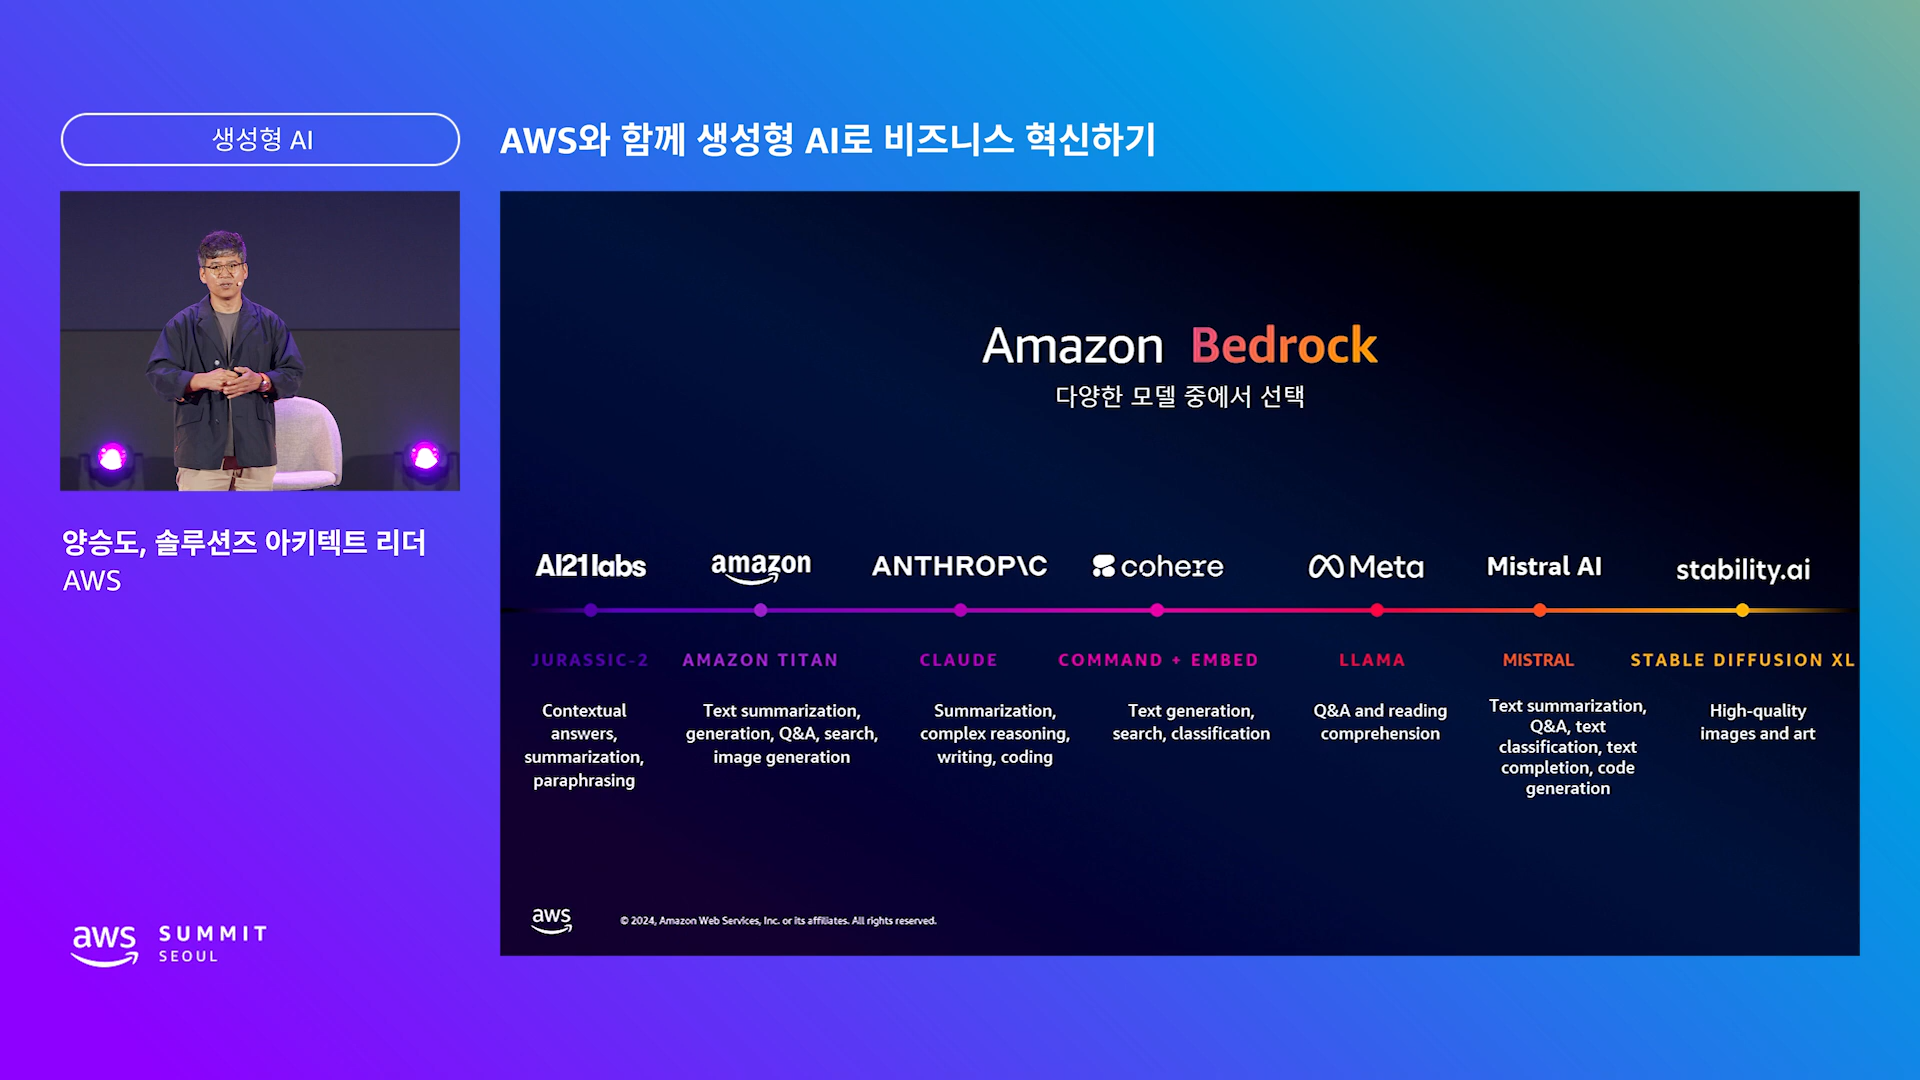 생성형 AI
AWS와 함께 생성형 AI로 비즈니스 혁신하기
양승도, 솔루션즈 아키텍트 리더
AWS
aws SUMMIT
SEOUL
Amazon Bedrock
다양한 모델 중에서 선택
AI21labs
JURASSIC-2
Contextual
answers,
summarization,
paraphrasing
amazon
AMAZON TITAN
Text summarization,
generation, Q&A, search,
image generation
ANTHROP\C
CLAUDE
Summarization,
complex reasoning,
writing, coding
cohere
COMMAND + EMBED
Text generation,
search, classification
Meta
LLAMA
Q&A and reading
comprehension
Mistral AI
MISTRAL
Text summarization,
Q&A, text
classification, text
completion, code
generation
stability.ai
STABLE DIFFUSION XL
High-quality
images and art
aws
© 2024, Amazon Web Services, Inc. or its affiliates. All rights reserved.